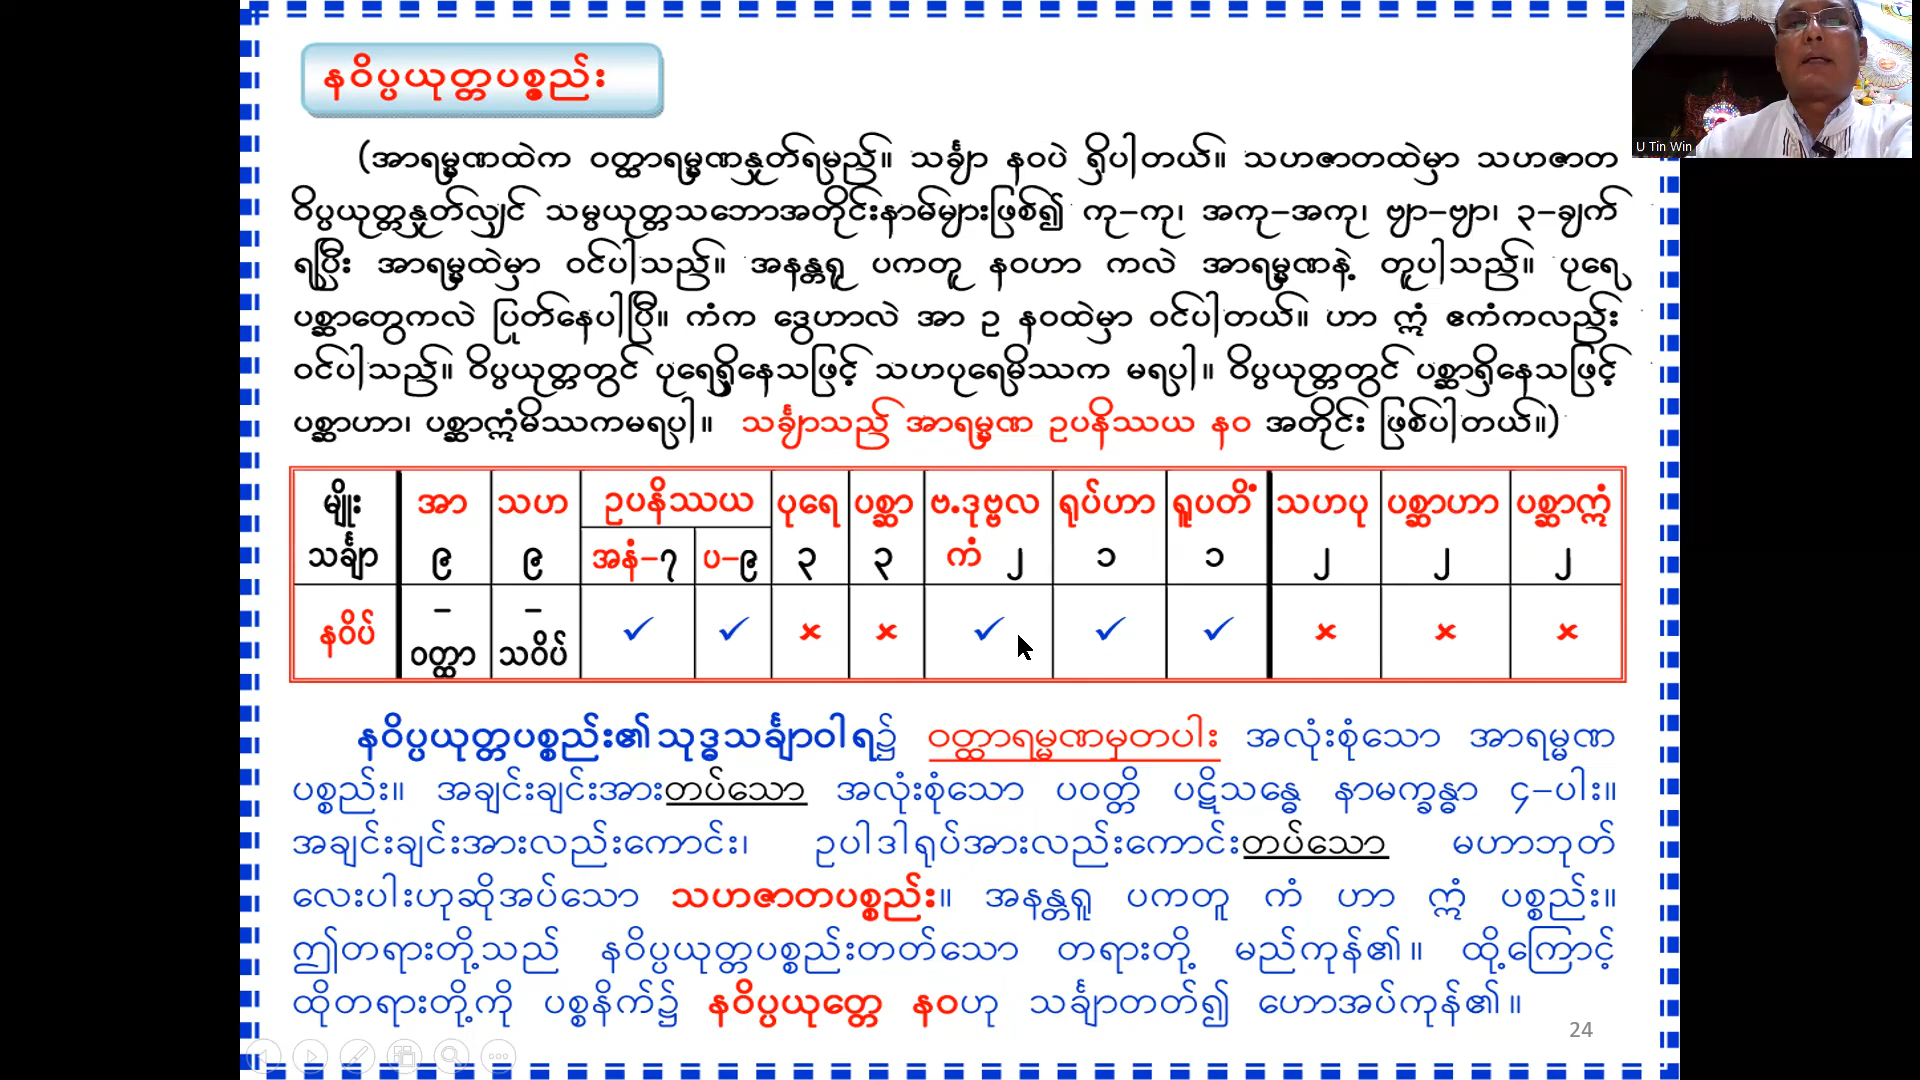 နဝိပ္ပယုတ္တပစ္စည်း
U Tin Win
(အာရမ္မဏထဲက ဝတ္ထာရမ္မဏနှုတ်ရမည်။ သင်္ချာ နဝပဲ ရှိပါတယ်။ သဟဇာတထဲမှာ သဟဇာတ
ဝိပ္ပယုတ္တနှုတ်လျှင် သမ္ပယုတ္တသဘောအတိုင်းနာမ်များဖြစ်၍ ကု–ကု၊ အကု–အကု၊ ဗျာ–ဗျာ၊ ၃–ချက်
ရပြီး အာရမ္မထဲမှာ ဝင်ပါသည်။ အနန္တရူ ပကတူ နဝဟာ ကလဲ အာရမ္မဏနဲ့ တူပါသည်။ ပုရေ
ပစ္ဆာတွေကလဲ ပြုတ်နေပါပြီ။ ကံက ဒွေဟာလဲ အာ ဥ နဝထဲမှာ ဝင်ပါတယ်။ ဟာ ဣံ ဧကံကလည်း
ဝင်ပါသည်။ ဝိပ္ပယုတ္တတွင် ပုရေရှိနေသဖြင့် သဟပုရေမိဿက မရပါ။ ဝိပ္ပယုတ္တတွင် ပစ္ဆာရှိနေသဖြင့်
ပစ္ဆာဟာ၊ ပစ္ဆာဣံမိဿကမရပါ။ သင်္ချာသည် အာရမ္မဏ ဥပနိဿယ နဝ အတိုင်း ဖြစ်ပါတယ်။)
မျိုး အာ သဟ ဥပနိဿယ ပုရေ ပစ္ဆာ ဗ.ဒုဗ္ဗလ ရုပ်ဟာ ရူပတိံ သဟပု ပစ္ဆာဟာ ပစ္ဆာဣံ
သင်္ချာ ၉ ၉ အနံ–၇ ပ–၉ ၃ ၃ ကံ ၂ ၁ ၁ ၂ ၂ ၂
နဝိပ် – ဝတ္ထာ – သဝိပ် ✓ ✓ × × ✓ ✓ ✓ × × ×
နဝိပ္ပယုတ္တပစ္စည်း၏သုဒ္ဓသင်္ချာဝါရ၌ ဝတ္ထာရမ္မဏမှတပါး အလုံးစုံသော အာရမ္မဏ
ပစ္စည်း။ အချင်းချင်းအားတပ်သော အလုံးစုံသော ပဝတ္တိ ပဋိသန္ဓေ နာမက္ခန္ဓာ ၄–ပါး။
အချင်းချင်းအားလည်းကောင်း၊ ဥပါဒါရုပ်အားလည်းကောင်းတပ်သော မဟာဘုတ်
လေးပါးဟုဆိုအပ်သော သဟဇာတပစ္စည်း။ အနန္တရူ ပကတူ ကံ ဟာ ဣံ ပစ္စည်း။
ဤတရားတို့သည် နဝိပ္ပယုတ္တပစ္စည်းတတ်သော တရားတို့ မည်ကုန်၏။ ထို့ကြောင့်
ထိုတရားတို့ကို ပစ္စနိက်၌ နဝိပ္ပယုတ္တေ နဝဟု သင်္ချာတတ်၍ ဟောအပ်ကုန်၏။
24